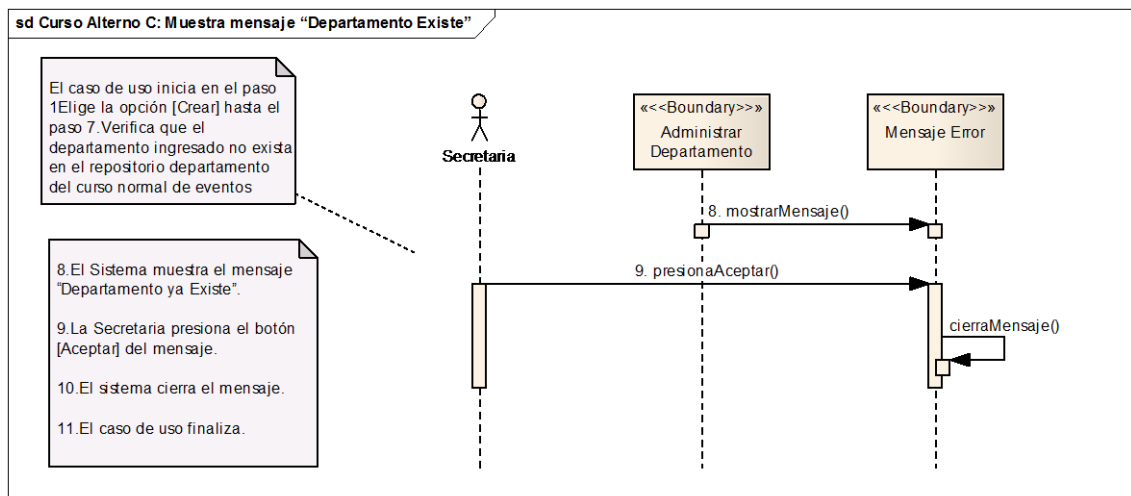 sd Curso Alterno C: Muestra mensaje “Departamento Existe”
El caso de uso inicia en el paso
1Elige la opción [Crear] hasta el
paso 7.Verifica que el
departamento ingresado no exista
en el repositorio departamento
del curso normal de eventos
8.El Sistema muestra el mensaje
“Departamento ya Existe”.
9.La Secretaria presiona el botón
[Aceptar] del mensaje.
10.El sistema cierra el mensaje.
11.El caso de uso finaliza.
Secretaria
«<<Boundary>>»
Administrar
Departamento
«<<Boundary>>»
Mensaje Error
8. mostrarMensaje()
9. presionaAceptar()
cierraMensaje()